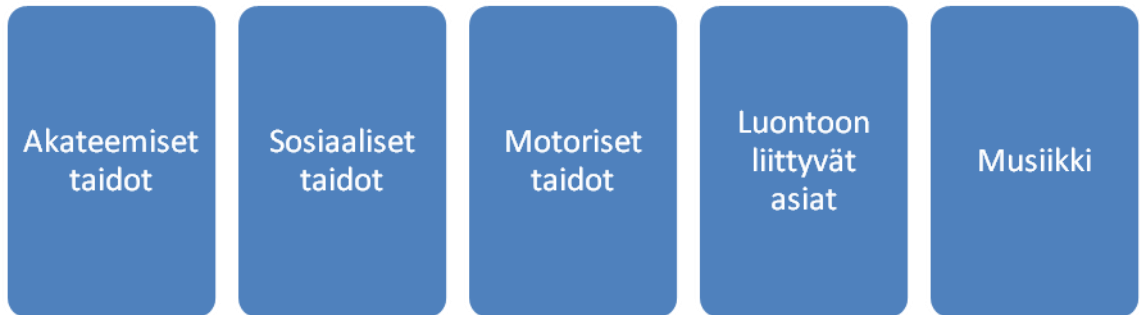 Akateemiset
taidot
Sosiaaliset
taidot
Motoriset
taidot
Luontoon
liittyvät
asiat
Musiikki